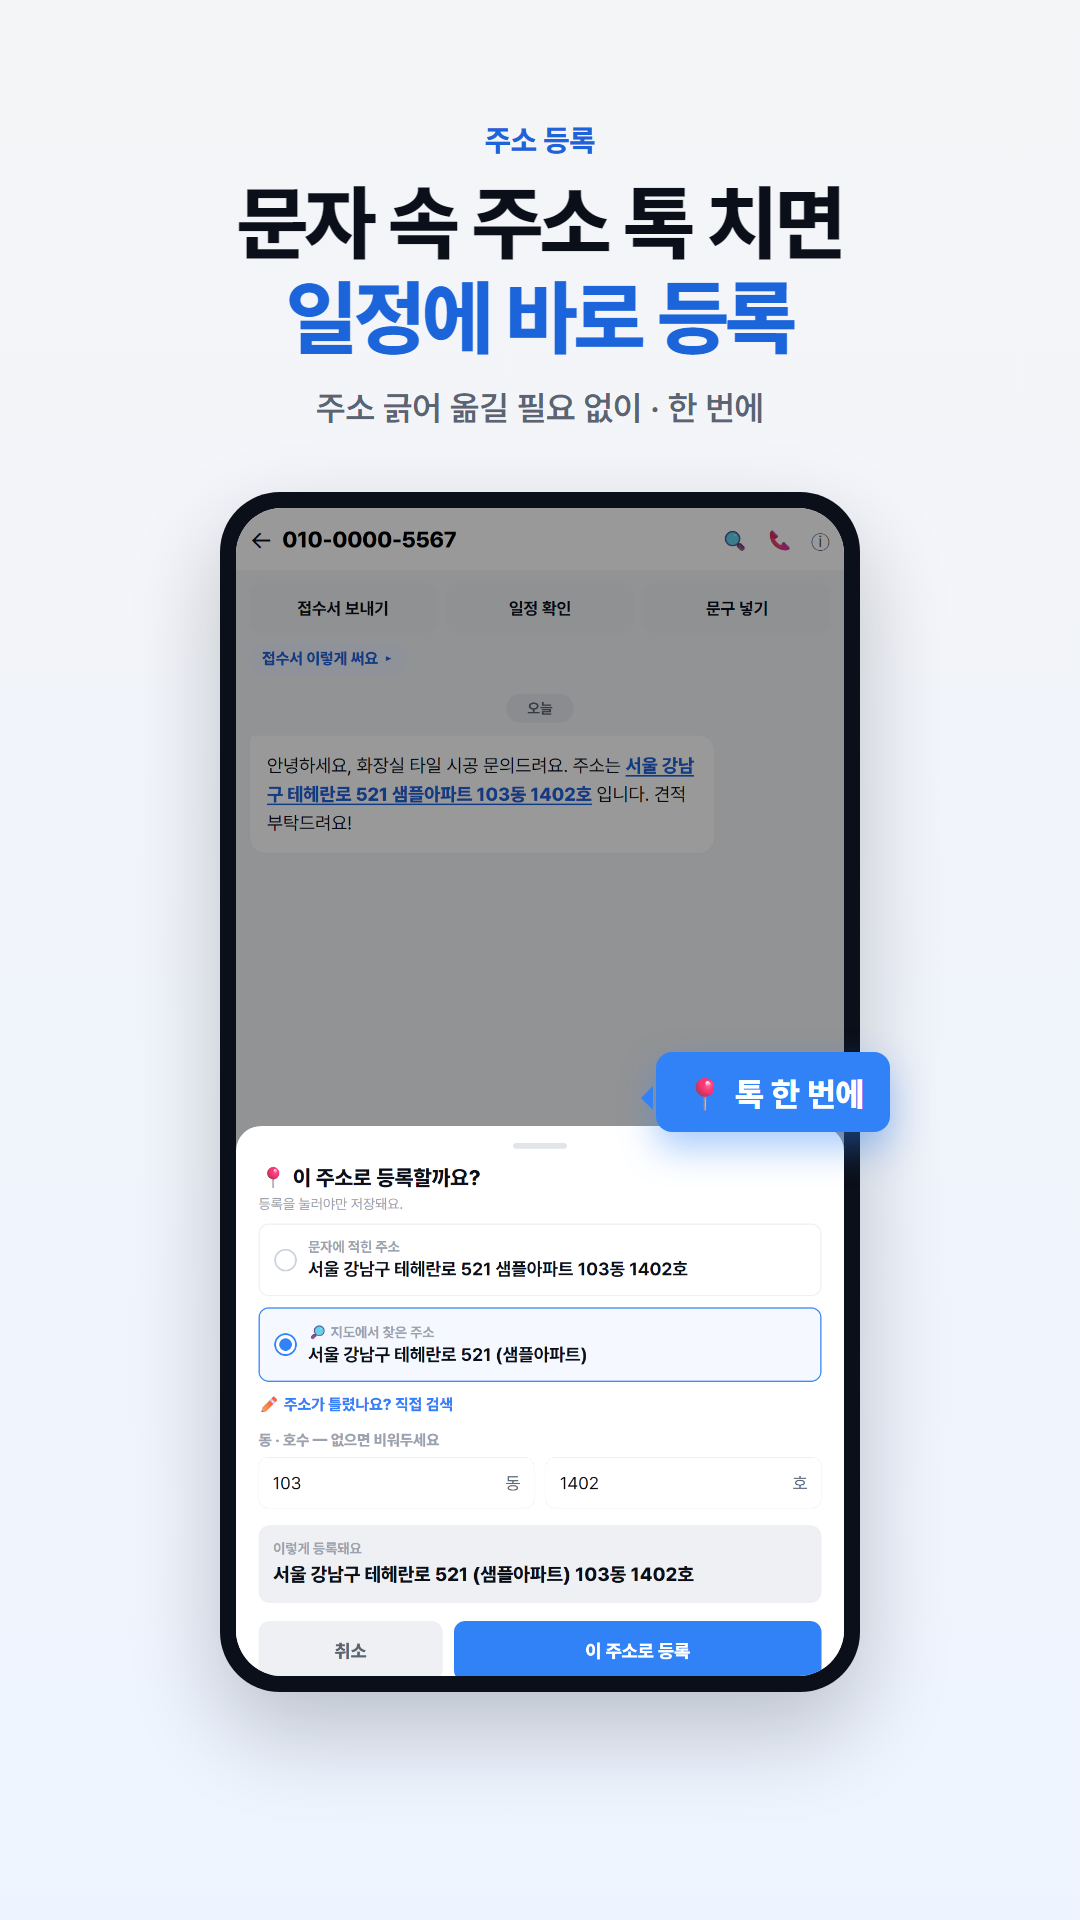 주소 등록
문자 속 주소 톡 치면
일정에 바로 등록
주소 긁어 옮길 필요 없이 · 한 번에
← 010-0000-5567
접수서 보내기
일정 확인
문구 넣기
접수서 이렇게 써요 ▸
오늘
안녕하세요, 화장실 타일 시공 문의드려요. 주소는 서울 강남
구 테헤란로 521 샘플아파트 103동 1402호 입니다. 견적
부탁드려요!
📍 톡 한 번에
📍 이 주소로 등록할까요?
등록을 눌러야만 저장돼요.
문자에 적힌 주소
서울 강남구 테헤란로 521 샘플아파트 103동 1402호
🔎 지도에서 찾은 주소
서울 강남구 테헤란로 521 (샘플아파트)
✏️ 주소가 틀렸나요? 직접 검색
동 · 호수 — 없으면 비워두세요
103 동
1402 호
이렇게 등록돼요
서울 강남구 테헤란로 521 (샘플아파트) 103동 1402호
취소
이 주소로 등록